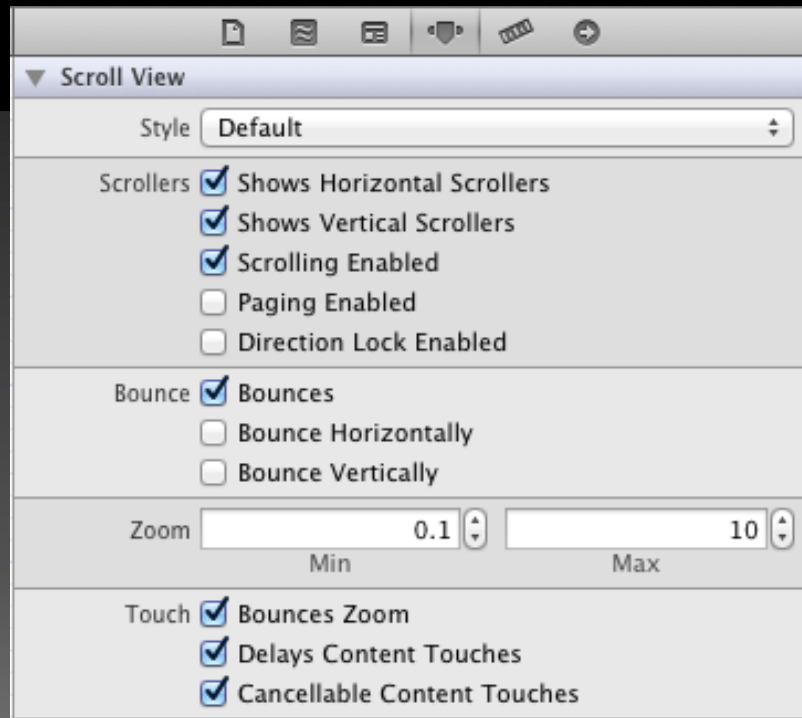 Scroll View
Style Default
Scrollers Shows Horizontal Scrollers
Shows Vertical Scrollers
Scrolling Enabled
Paging Enabled
Direction Lock Enabled
Bounce Bounces
Bounce Horizontally
Bounce Vertically
Zoom 0.1 10
Min Max
Touch Bounces Zoom
Delays Content Touches
Cancellable Content Touches